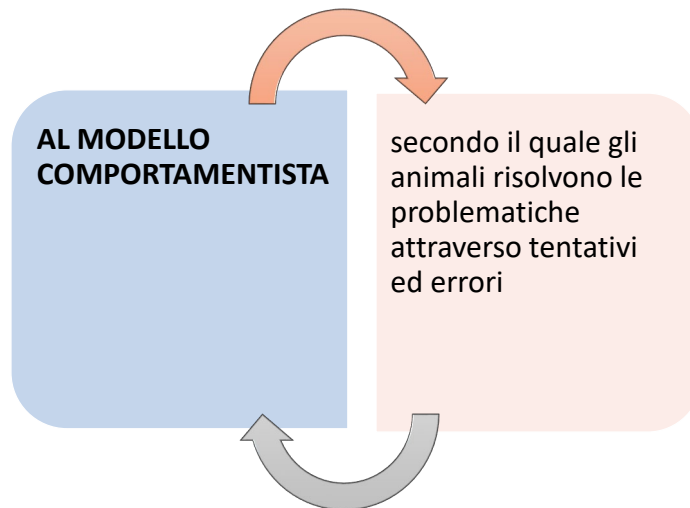 AL MODELLO
COMPORTAMENTISTA
secondo il quale gli
animali risolvono le
problematiche
attraverso tentativi
ed errori